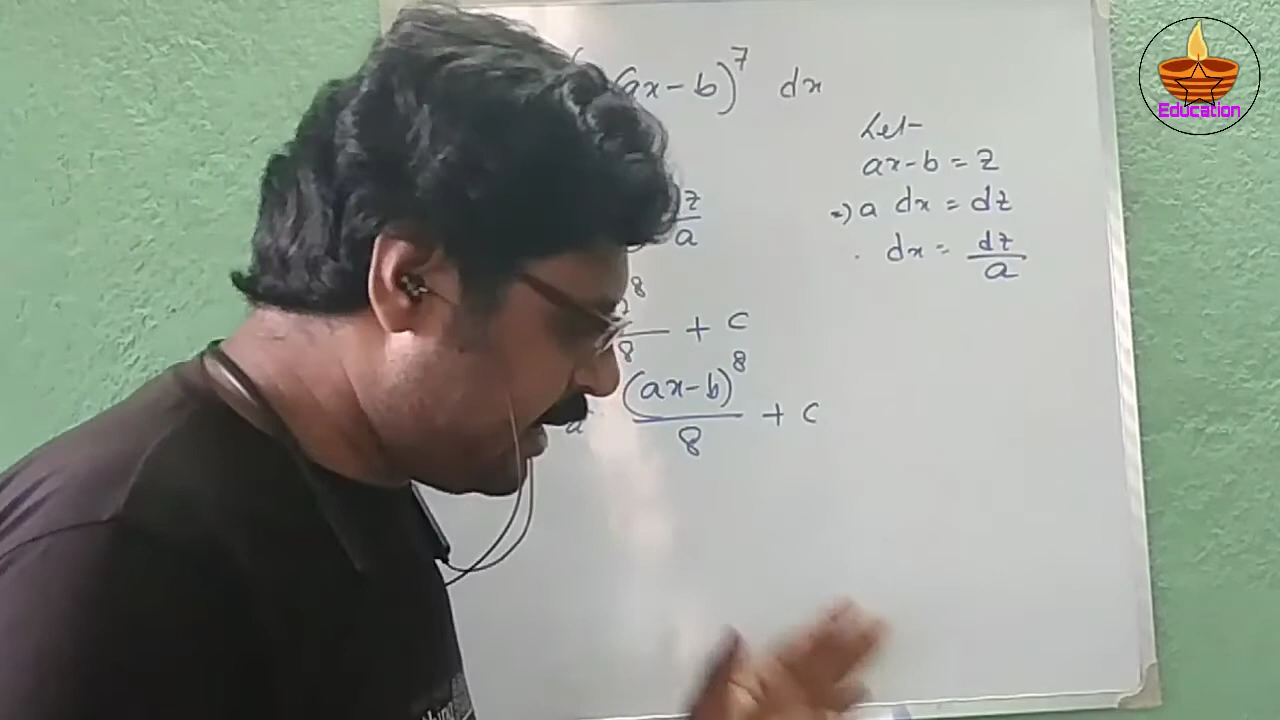 (ax-b)^7 dx
Let
ax-b = z
=> a dx = dz
dx = dz/a
z/a
8/8 + c
a (ax-b)^8/8 + c
Education